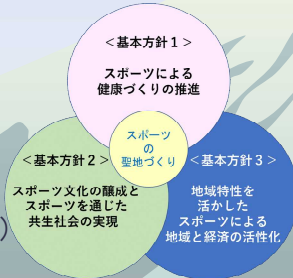 ＜基本方針１＞
スポーツによる
健康づくりの推進
スポーツ
の
聖地づくり
＜基本方針２＞
スポーツ文化の醸成と
スポーツを通じた
共生社会の実現
＜基本方針３＞
地域特性を
活かした
スポーツによる
地域と経済の活性化
)